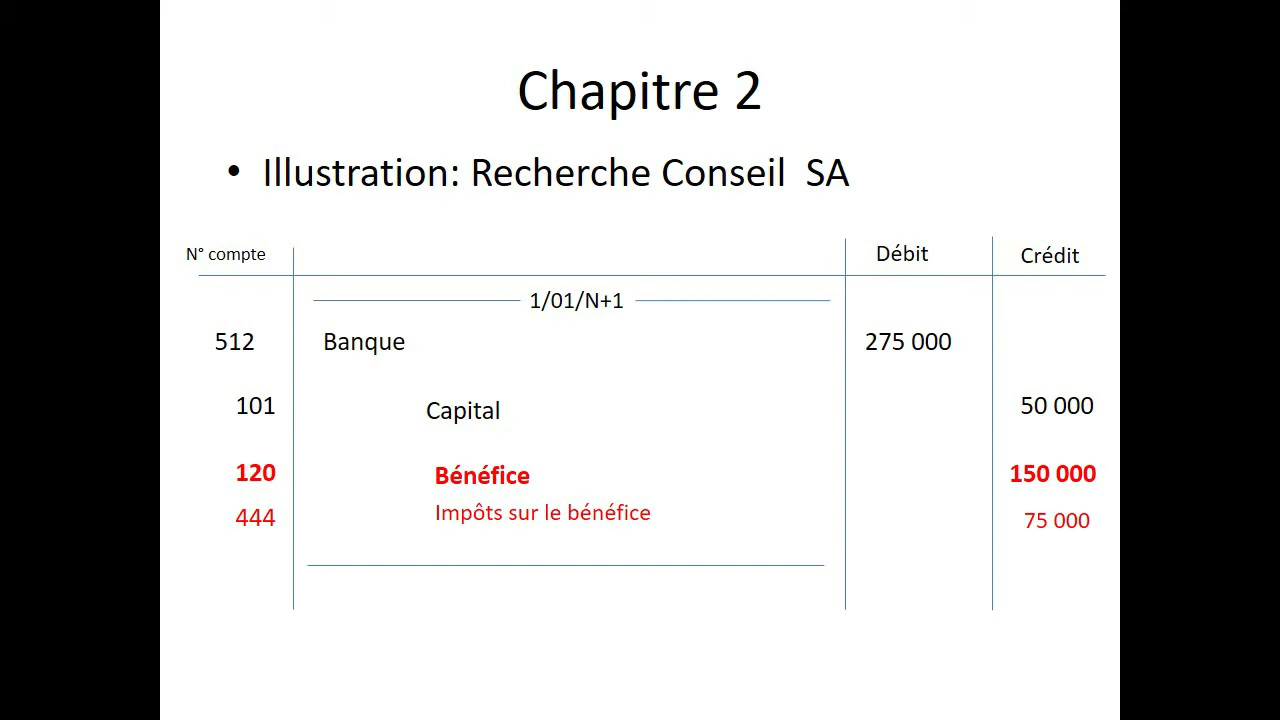 Chapitre 2
• Illustration: Recherche Conseil SA
N° compte Débit Crédit
1/01/N+1
512 Banque 275 000
101 Capital 50 000
120 Bénéfice 150 000
444 Impôts sur le bénéfice 75 000